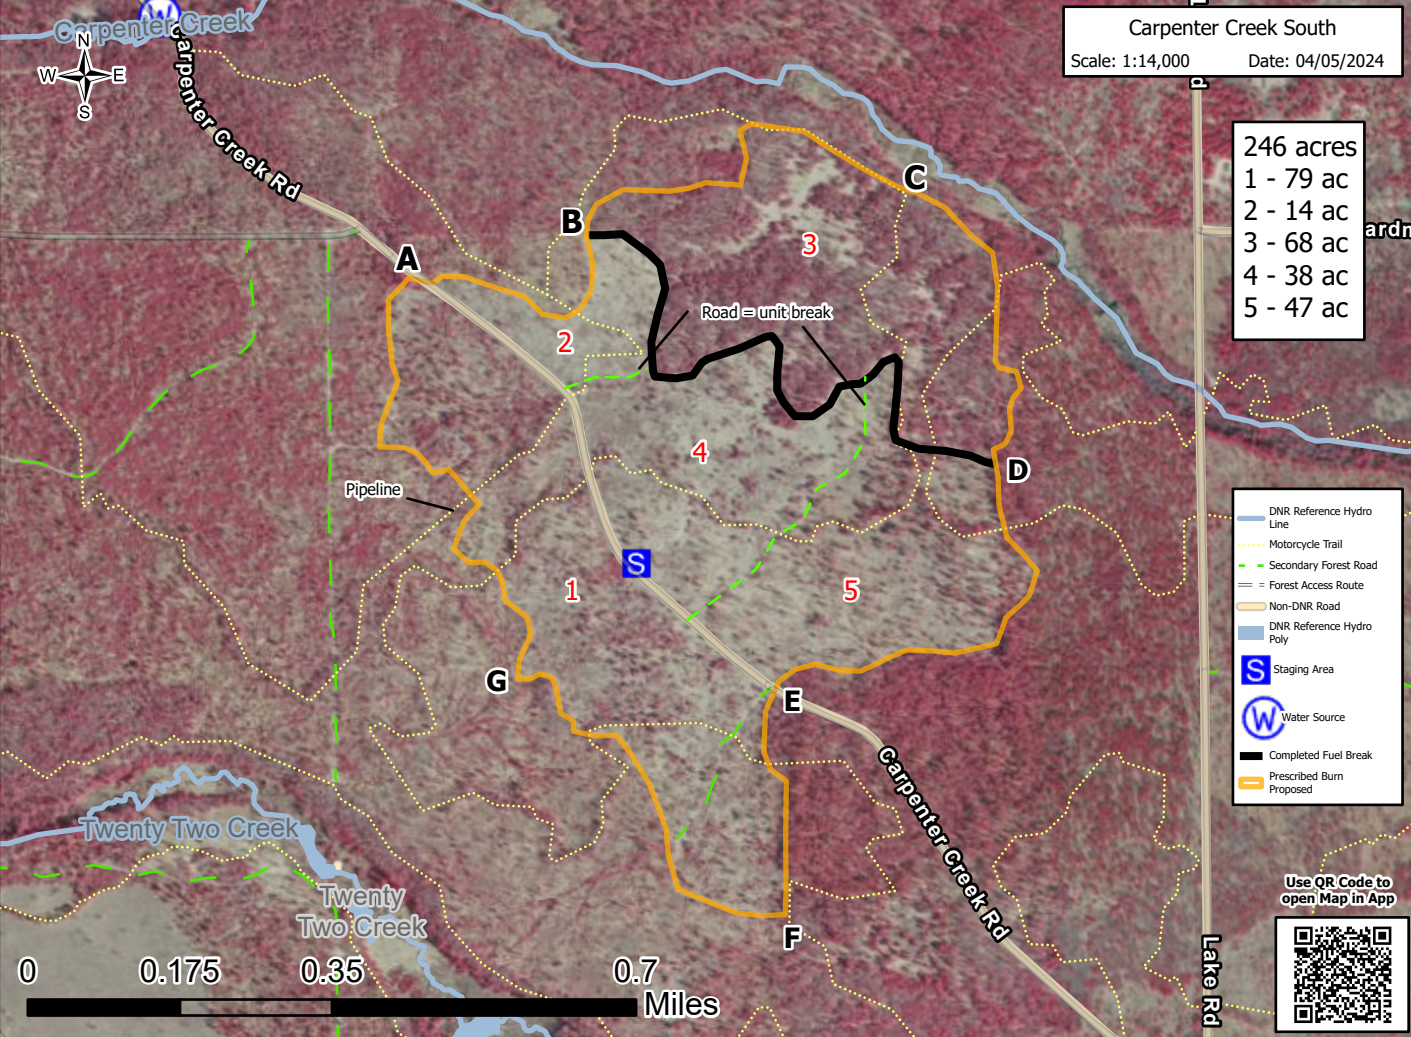 Carpenter Creek South
Scale: 1:14,000 Date: 04/05/2024
246 acres
1 - 79 ac
2 - 14 ac
3 - 68 ac
4 - 38 ac
5 - 47 ac
Carpenter Creek
W
N
W E
S
Carpenter Creek Rd
A
B
C
D
E
F
G
1
2
3
4
5
Road = unit break
Pipeline
S
Carpenter Creek Rd
Lake Rd
Twenty Two Creek
Twenty
Two Creek
DNR Reference Hydro
Line
Motorcycle Trail
Secondary Forest Road
Forest Access Route
Non-DNR Road
DNR Reference Hydro
Poly
S Staging Area
W Water Source
Completed Fuel Break
Prescribed Burn
Proposed
Use QR Code to
open Map in App
0 0.175 0.35 0.7
Miles